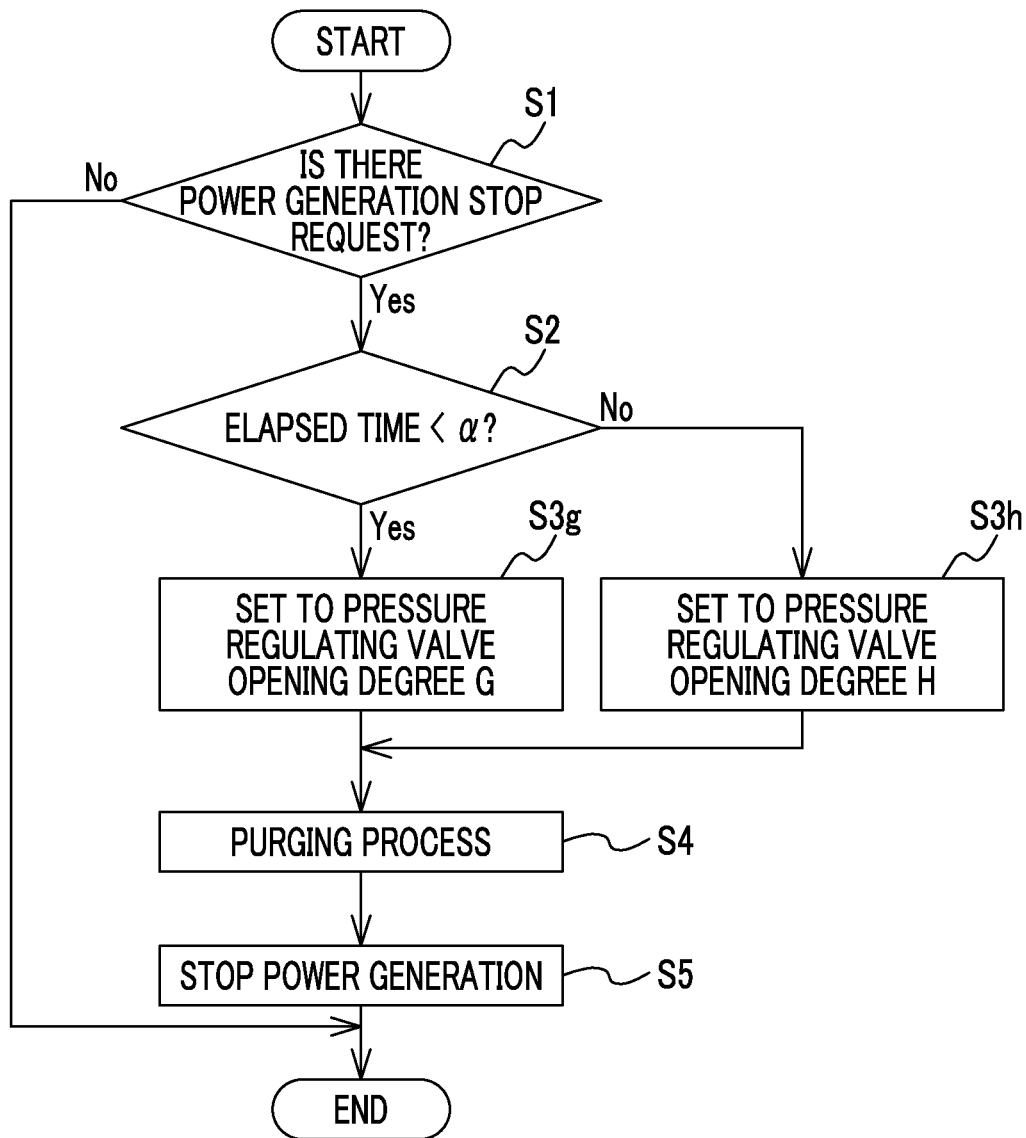 START
S1
IS THERE
POWER GENERATION STOP
REQUEST?
No
Yes
S2
ELAPSED TIME < α?
No
Yes
S3g
SET TO PRESSURE
REGULATING VALVE
OPENING DEGREE G
S3h
SET TO PRESSURE
REGULATING VALVE
OPENING DEGREE H
PURGING PROCESS
S4
STOP POWER GENERATION
S5
END